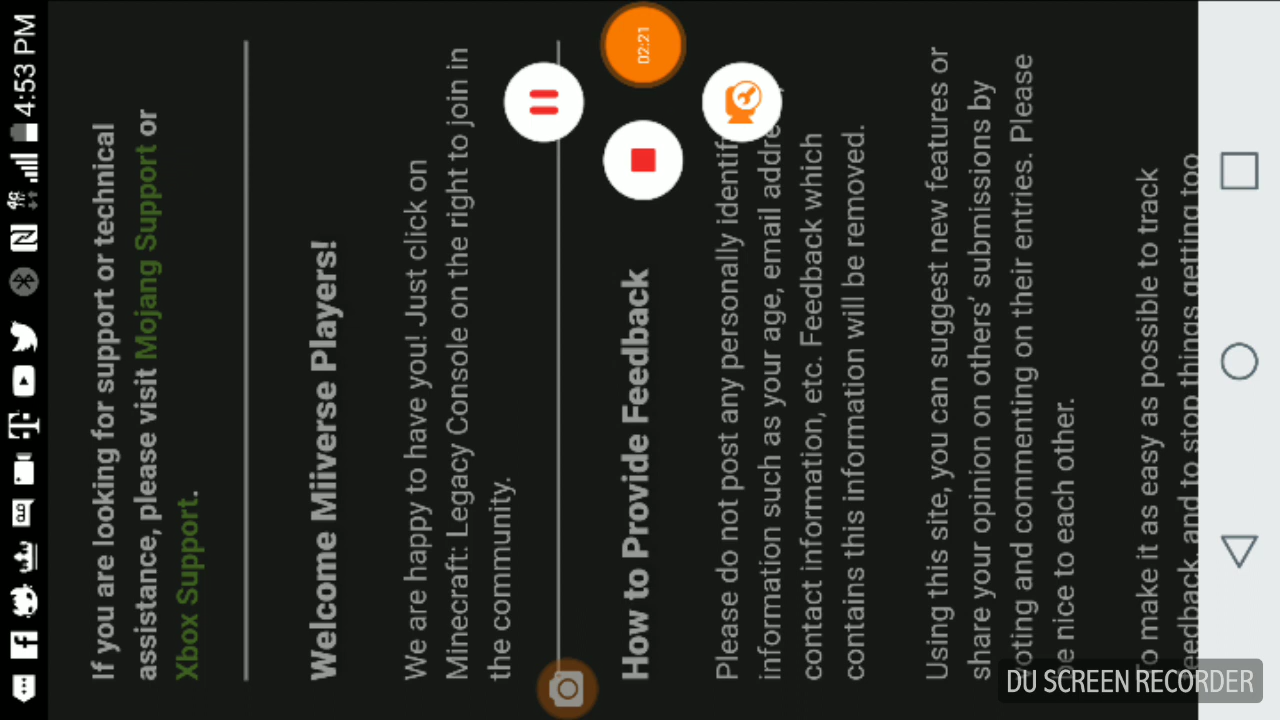 4G LTE 4:53 PM
If you are looking for support or technical
assistance, please visit Mojang Support or
Xbox Support.
Welcome Miiverse Players!
We are happy to have you! Just click on
Minecraft: Legacy Console on the right to join in
the community.
How to Provide Feedback
Please do not post any personally
information such as your age, email
contact information, etc. Feedback which
contains this information will be removed.
Using this site, you can suggest new features or
share your opinion on others' submissions by
voting and commenting on their entries. Please
be nice to each other.
To make it as easy as possible to track
feedback, and to stop things getting too
02:21
DU SCREEN RECORDER